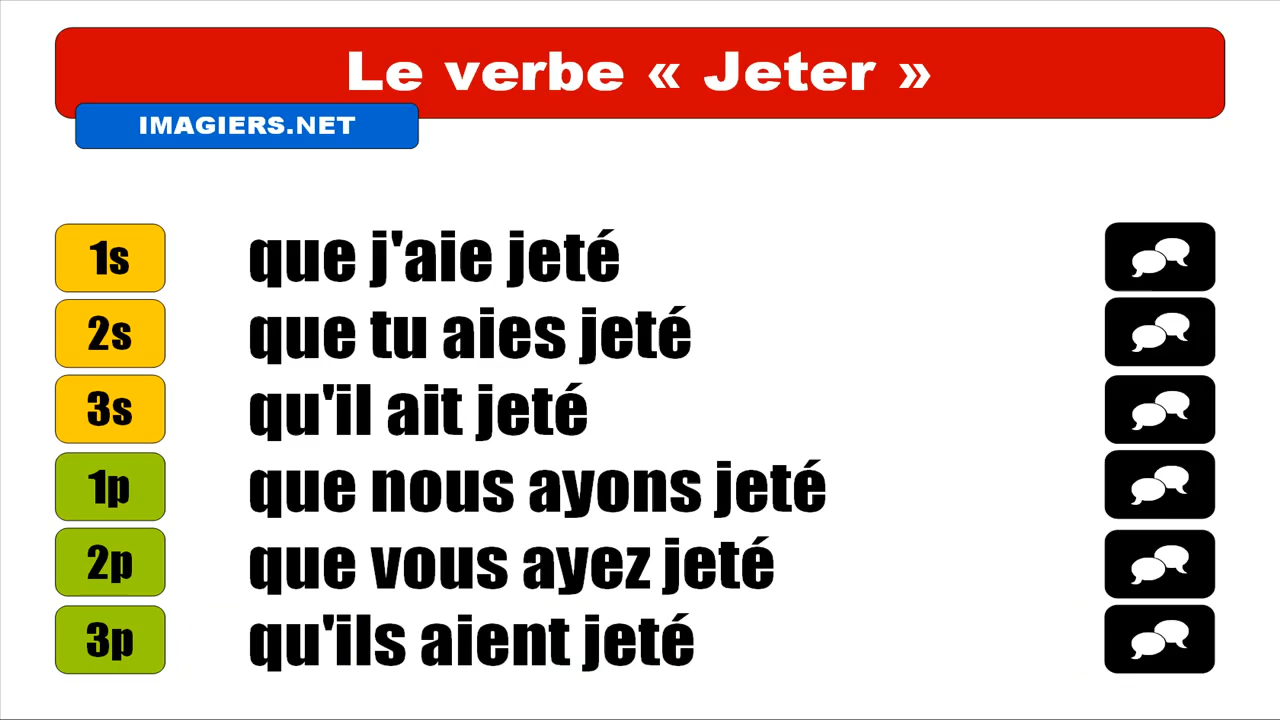 Le verbe « Jeter »
IMAGIERS.NET
1s que j'aie jeté
2s que tu aies jeté
3s qu'il ait jeté
1p que nous ayons jeté
2p que vous ayez jeté
3p qu'ils aient jeté